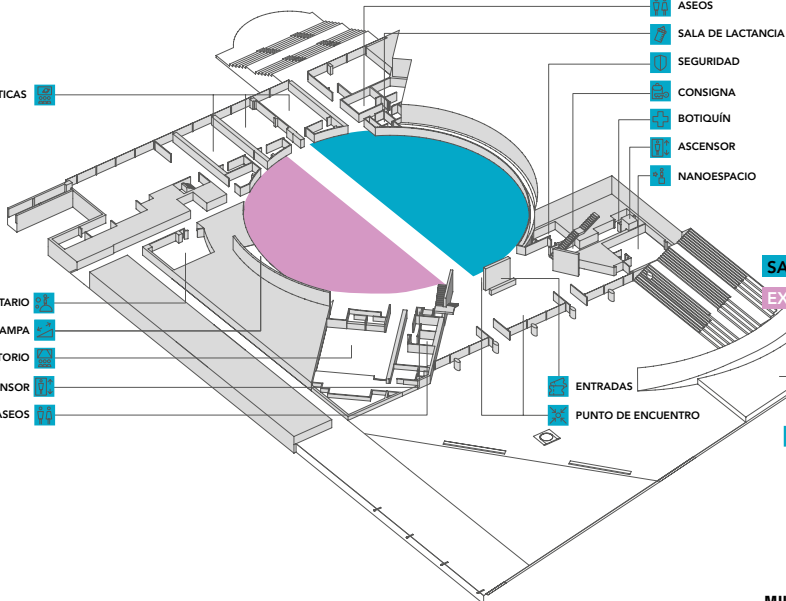 ASEOS
SALA DE LACTANCIA
SEGURIDAD
TICAS
CONSIGNA
BOTIQUÍN
ASCENSOR
NANOESPACIO
SA
EX
TARIO
AMPA
TORIO
NSOR
ASEOS
ENTRADAS
PUNTO DE ENCUENTRO